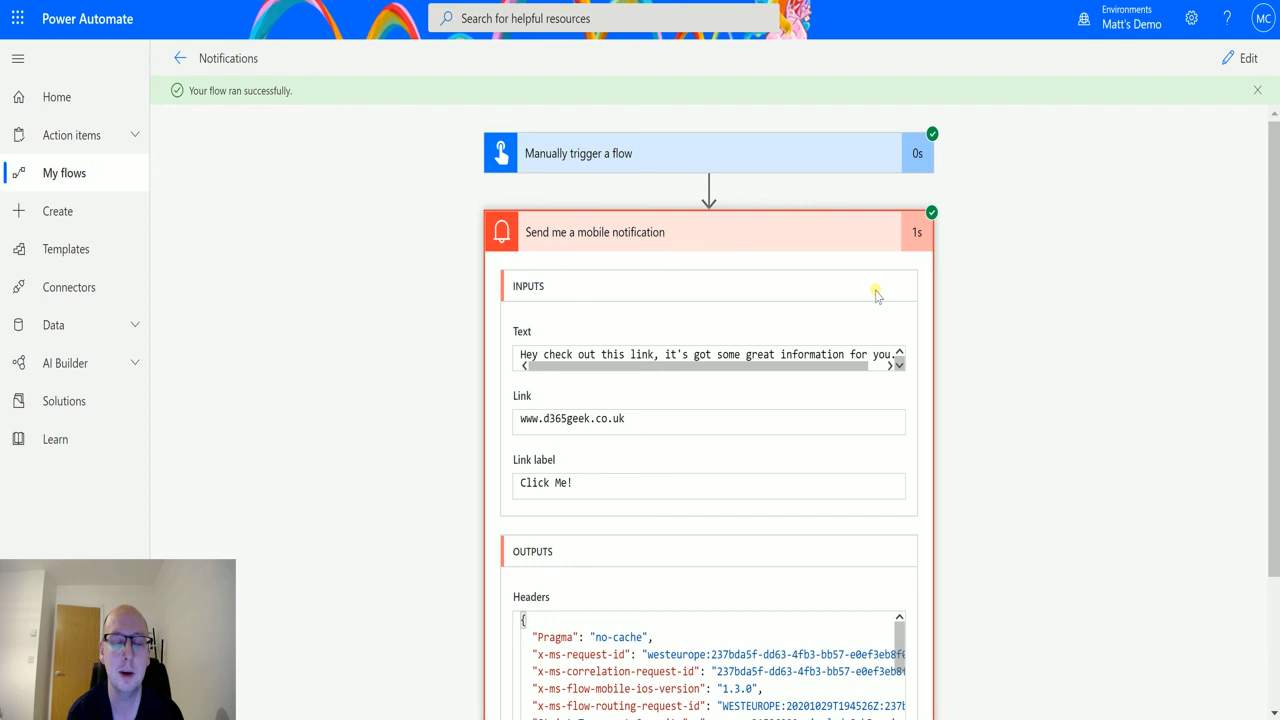 Power Automate
Search for helpful resources
Environments
Matt's Demo
MC
Notifications
Edit
Your flow ran successfully.
Home
Action items
My flows
Create
Templates
Connectors
Data
AI Builder
Solutions
Learn
Manually trigger a flow
0s
Send me a mobile notification
1s
INPUTS
Text
Hey check out this link, it's got some great information for you.
Link
www.d365geek.co.uk
Link label
Click Me!
OUTPUTS
Headers
{
"Pragma": "no-cache",
"x-ms-request-id": "westeurope:237bda5f-dd63-4fb3-bb57-e0ef3eb8f
"x-ms-correlation-request-id": "237bda5f-dd63-4fb3-bb57-e0ef3eb8
"x-ms-flow-mobile-ios-version": "1.3.0",
"x-ms-flow-routing-request-id": "WESTEUROPE:20201029T194526Z:237b